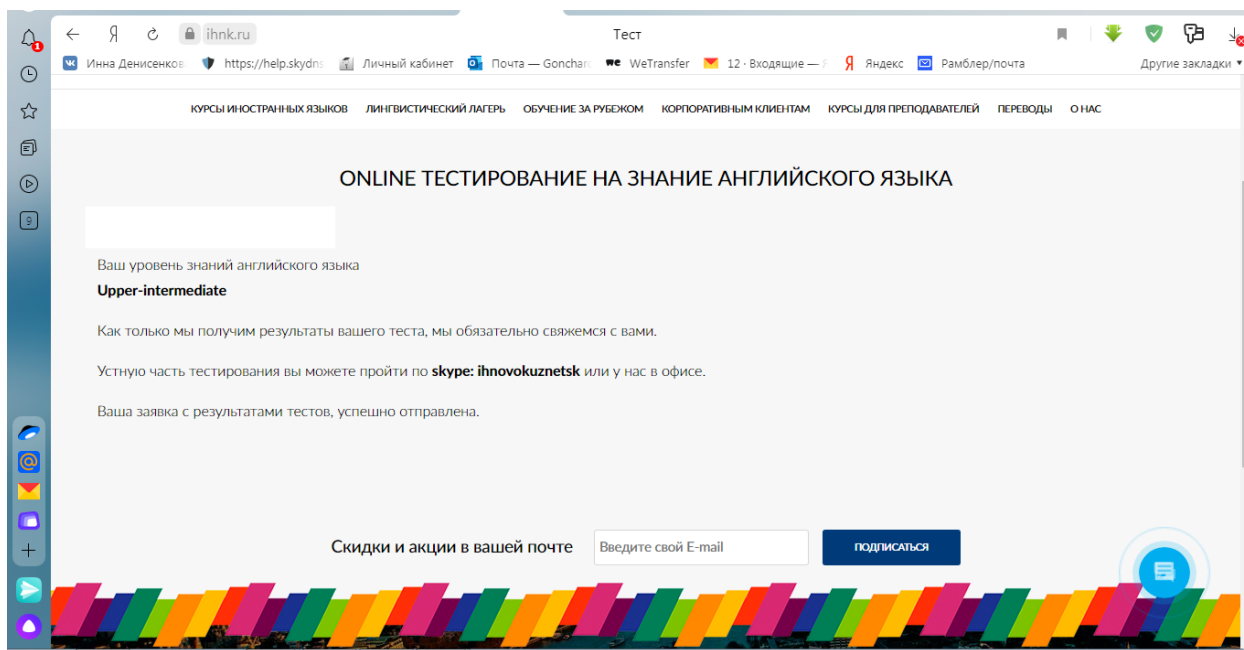 ihnk.ru
Тест
Инна Денисенков
https://help.skydns
Личный кабинет
Почта — Gonchar
WeTransfer
12 · Входящие —
Яндекс
Рамблер/почта
Другие закладки
КУРСЫ ИНОСТРАННЫХ ЯЗЫКОВ ЛИНГВИСТИЧЕСКИЙ ЛАГЕРЬ ОБУЧЕНИЕ ЗА РУБЕЖОМ КОРПОРАТИВНЫМ КЛИЕНТАМ КУРСЫ ДЛЯ ПРЕПОДАВАТЕЛЕЙ ПЕРЕВОДЫ О НАС
ONLINE ТЕСТИРОВАНИЕ НА ЗНАНИЕ АНГЛИЙСКОГО ЯЗЫКА
Ваш уровень знаний английского языка
Upper-intermediate
Как только мы получим результаты вашего теста, мы обязательно свяжемся с вами.
Устную часть тестирования вы можете пройти по skype: ihnovokuznetsk или у нас в офисе.
Ваша заявка с результатами тестов, успешно отправлена.
Скидки и акции в вашей почте
Введите свой E-mail
ПОДПИСАТЬСЯ